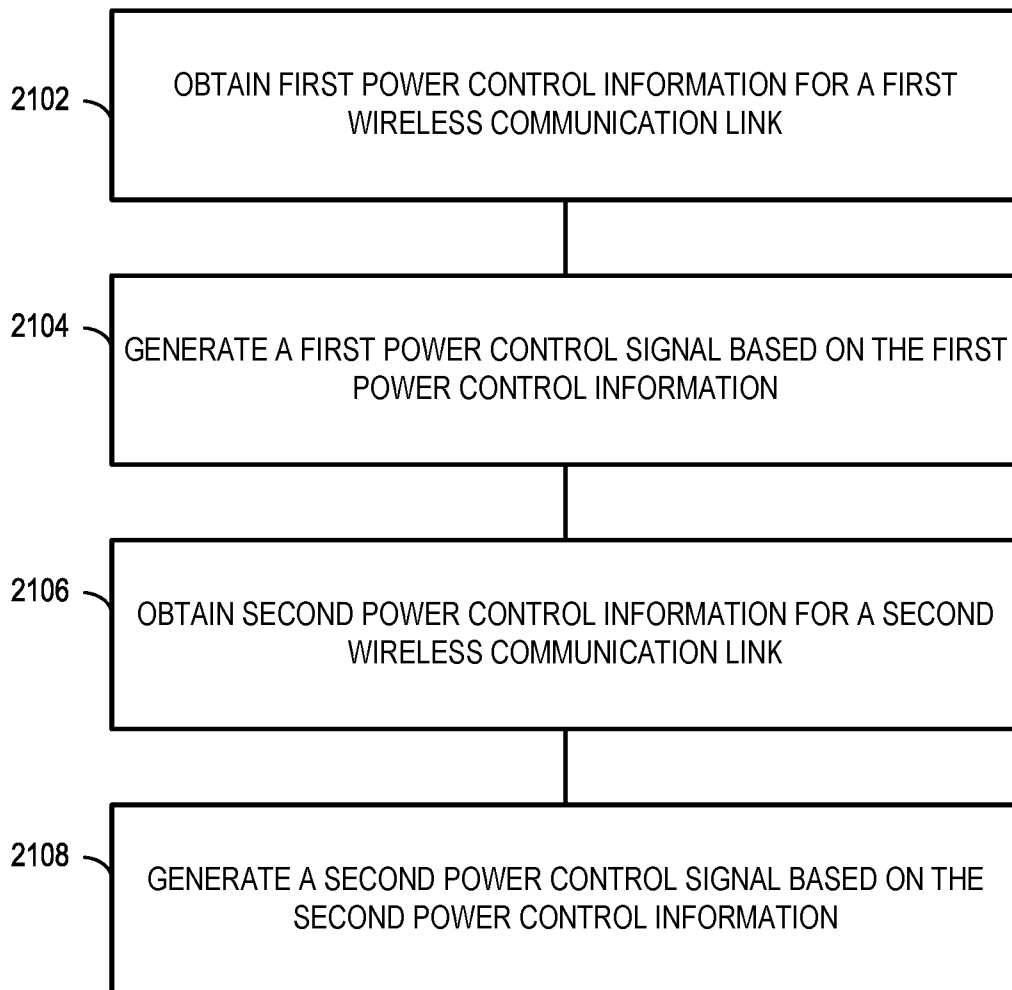 2102
OBTAIN FIRST POWER CONTROL INFORMATION FOR A FIRST
WIRELESS COMMUNICATION LINK
2104
GENERATE A FIRST POWER CONTROL SIGNAL BASED ON THE FIRST
POWER CONTROL INFORMATION
2106
OBTAIN SECOND POWER CONTROL INFORMATION FOR A SECOND
WIRELESS COMMUNICATION LINK
2108
GENERATE A SECOND POWER CONTROL SIGNAL BASED ON THE
SECOND POWER CONTROL INFORMATION